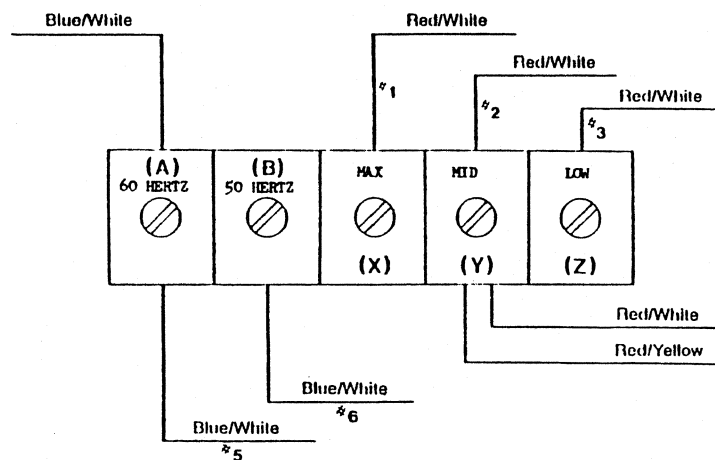 Blue/White
Red/White
#1
Red/White
#2
Red/White
#3
(A)
60 HERTZ
(B)
50 HERTZ
MAX
(X)
MID
(Y)
LOW
(Z)
Red/White
Red/Yellow
Blue/White
#6
Blue/White
#5